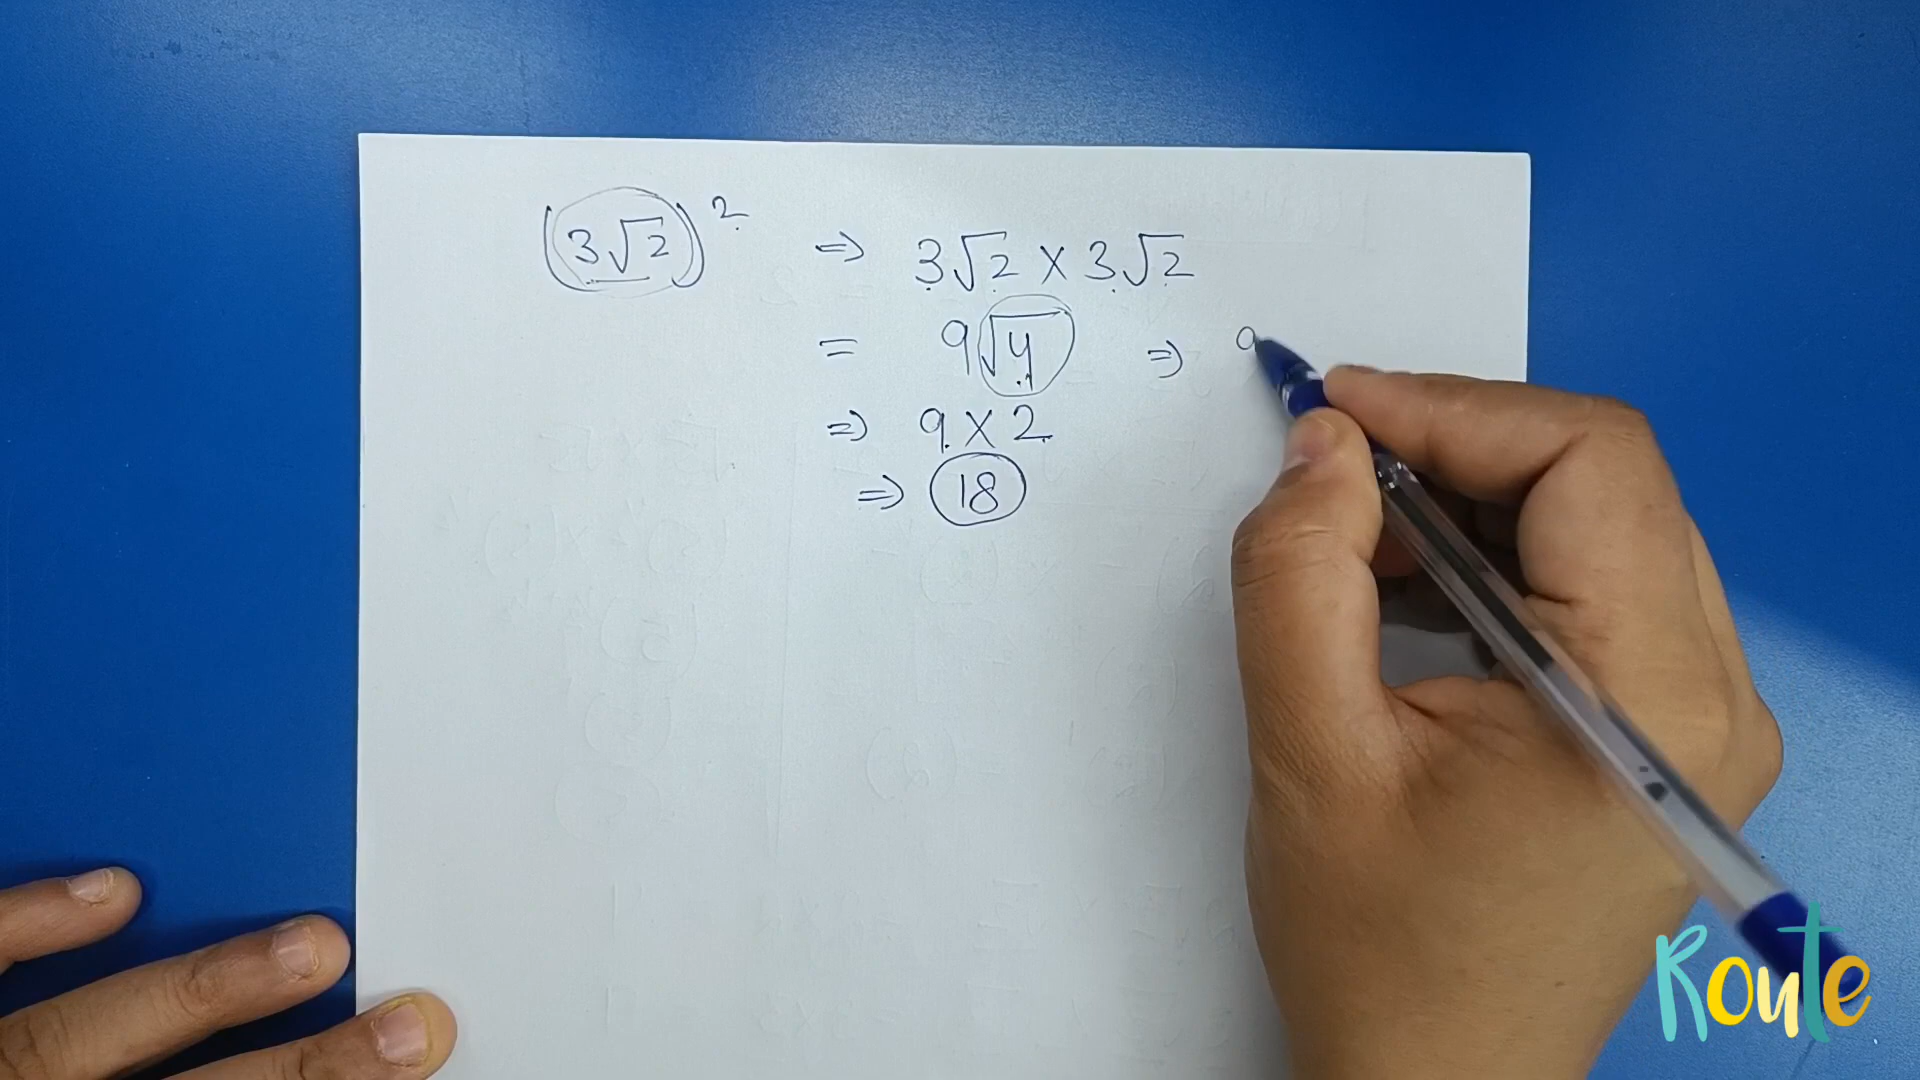 (3√2)² ⇒ 3√2 × 3√2
= 9√4 ⇒ 9
⇒ 9 × 2
⇒ 18
Route